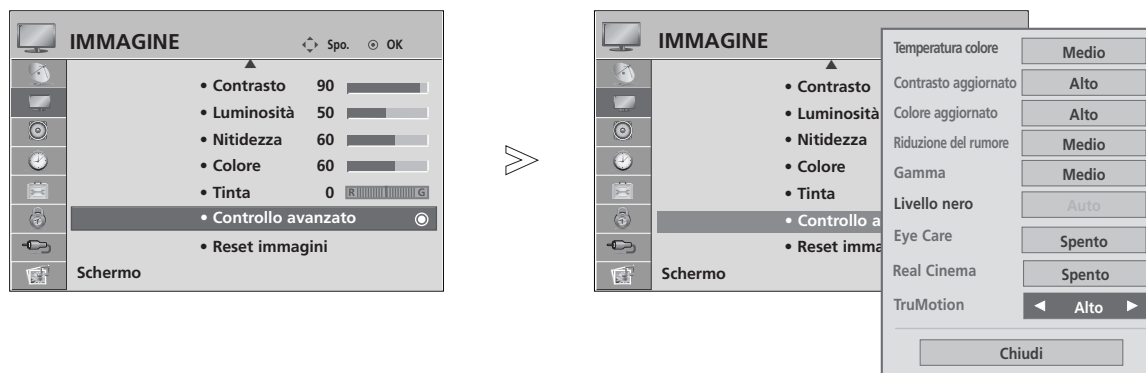 IMMAGINE
Spo. OK
• Contrasto 90
• Luminosità 50
• Nitidezza 60
• Colore 60
• Tinta 0 R G
• Controllo avanzato
• Reset immagini
Schermo
IMMAGINE
• Contrasto
• Luminosità
• Nitidezza
• Colore
• Tinta
• Controllo a
• Reset imma
Schermo
Temperatura colore Medio
Contrasto aggiornato Alto
Colore aggiornato Alto
Riduzione del rumore Medio
Gamma Medio
Livello nero Auto
Eye Care Spento
Real Cinema Spento
TruMotion Alto
Chiudi